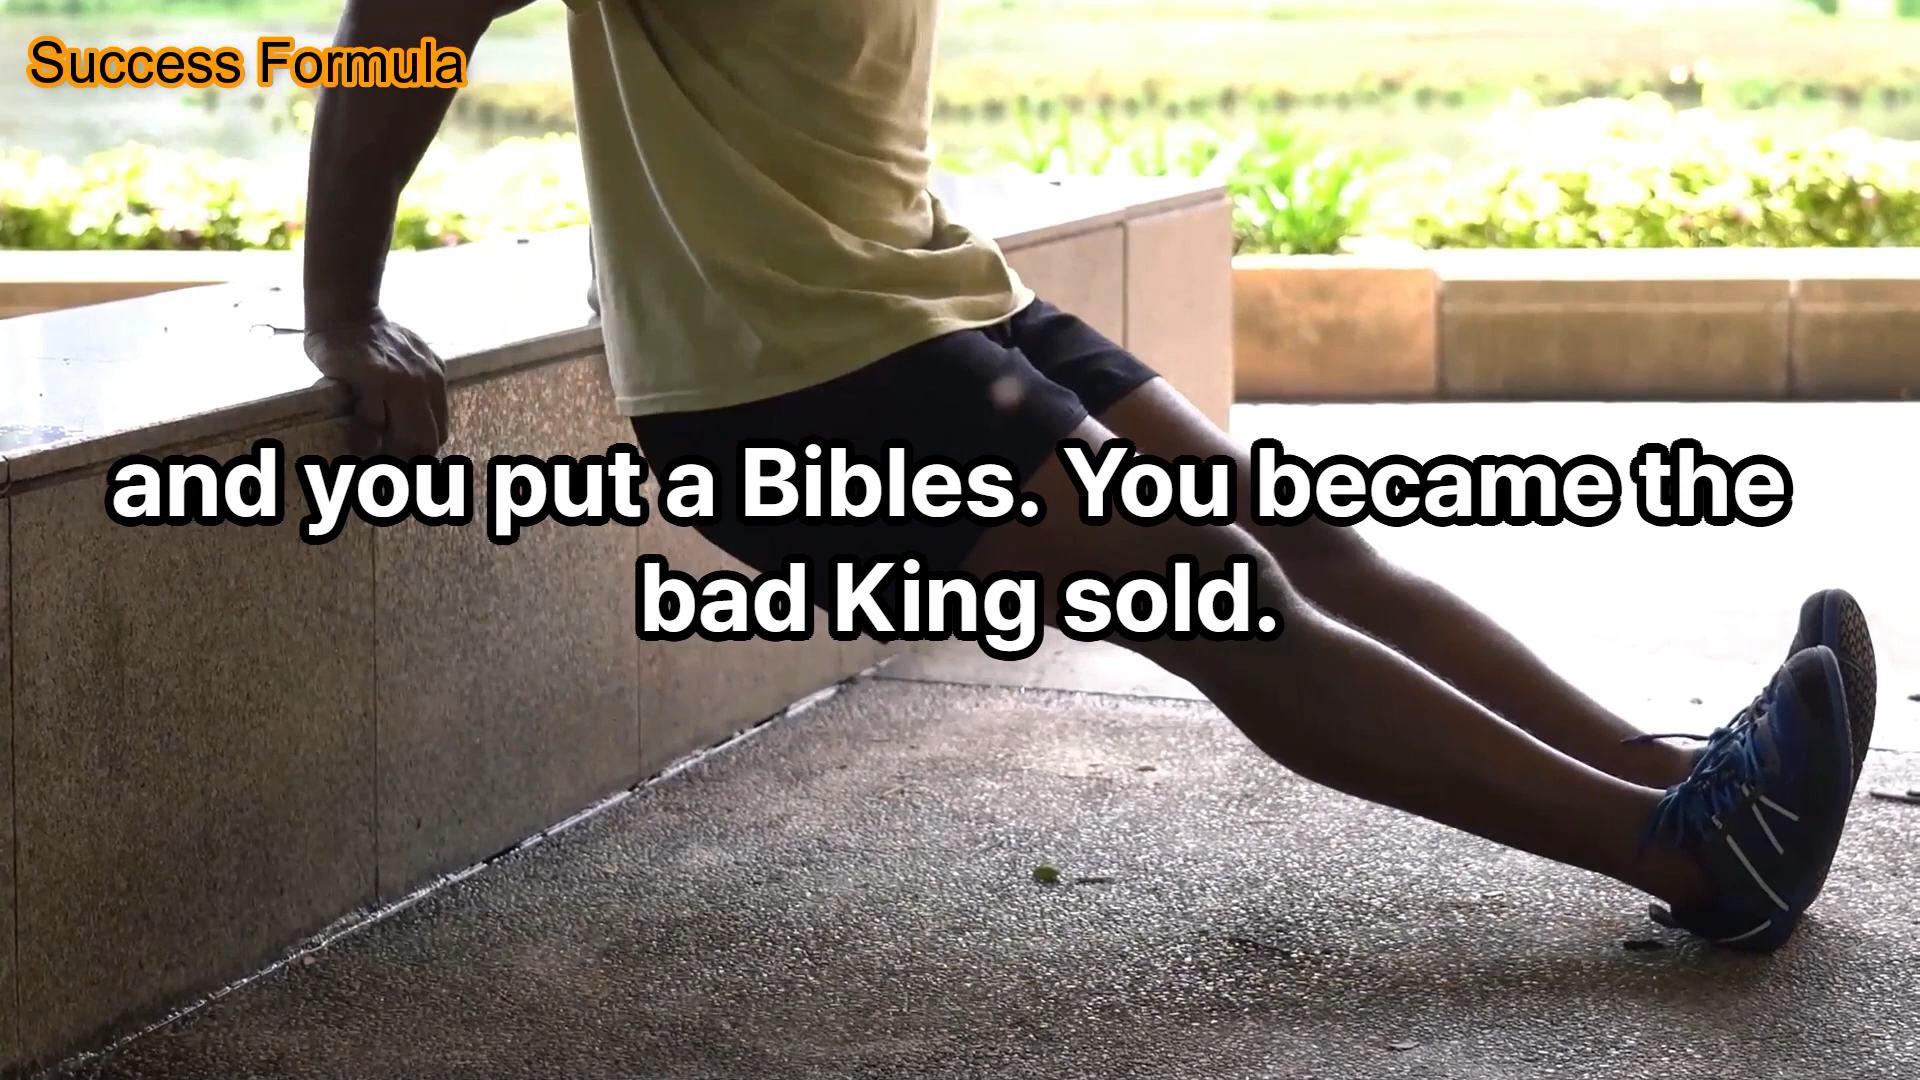 Success Formula
and you put a Bibles. You became the
bad King sold.